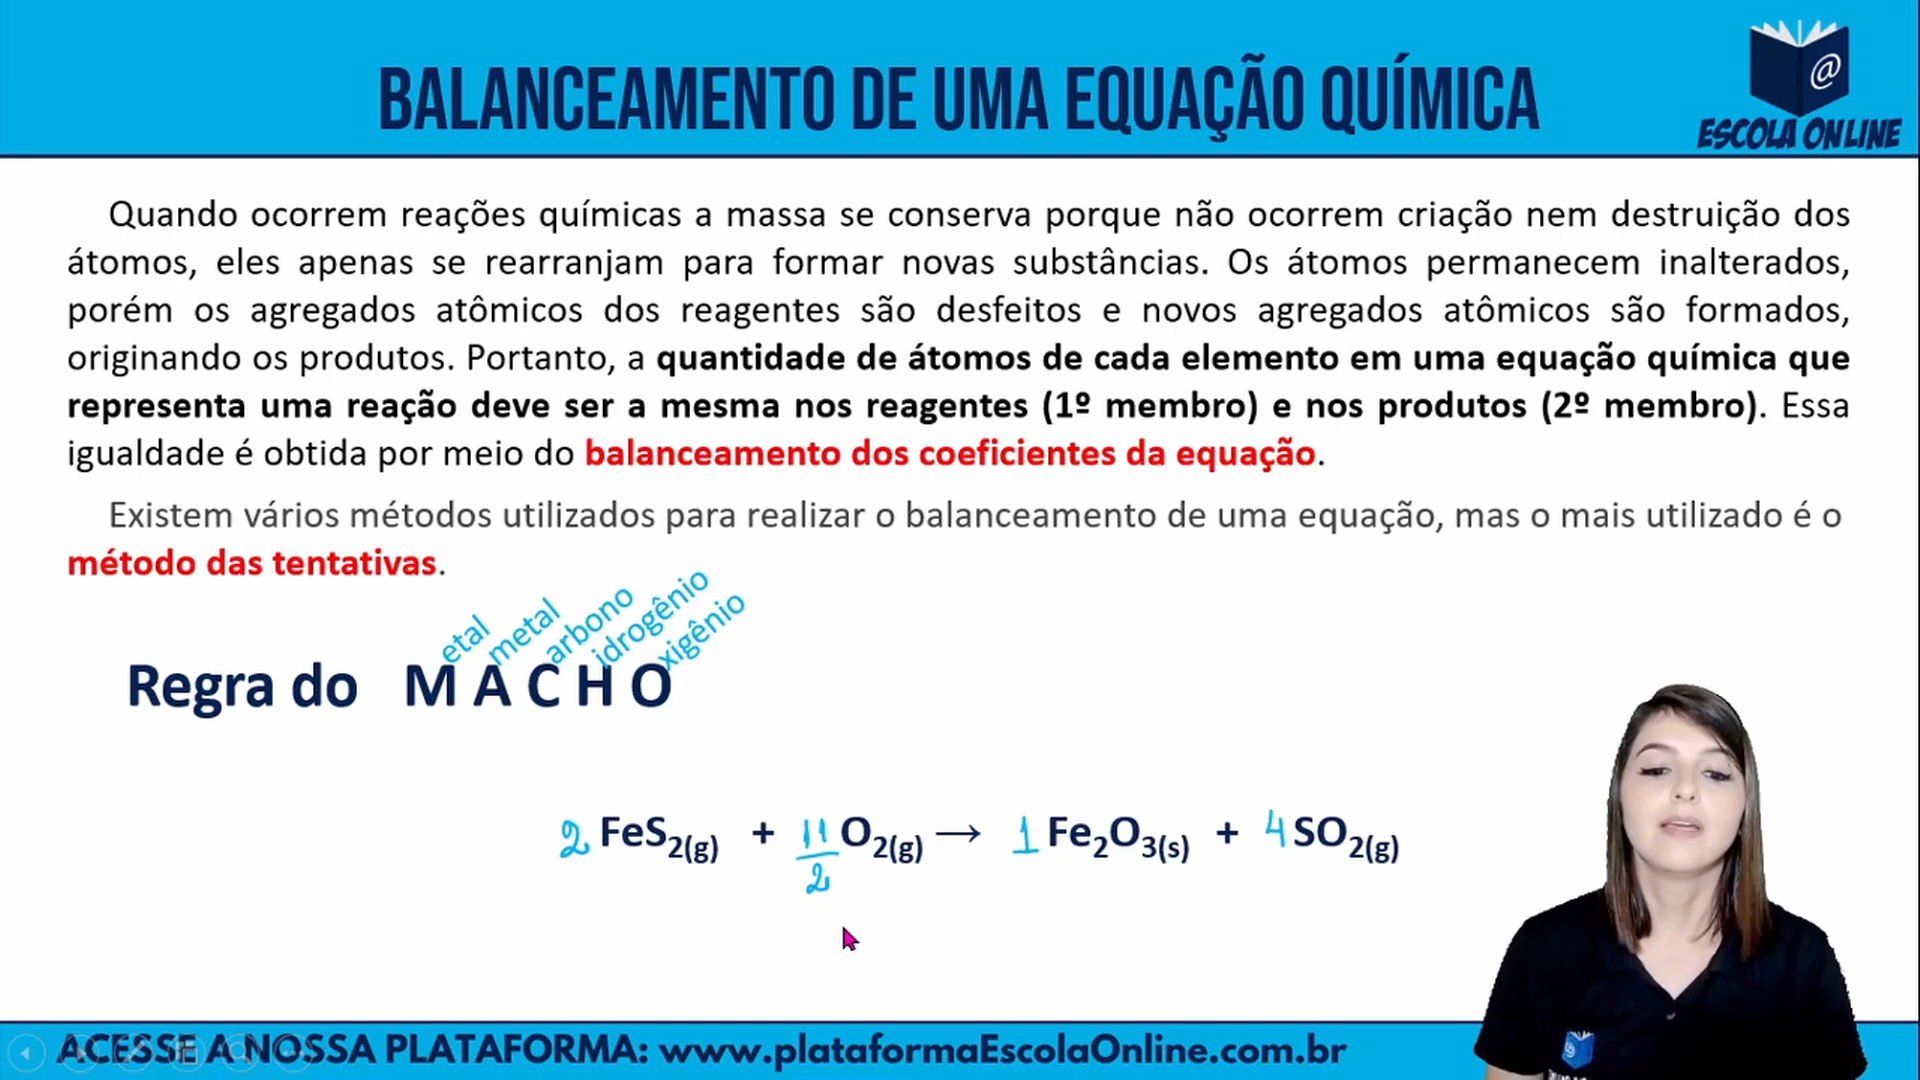 BALANCEAMENTO DE UMA EQUAÇÃO QUÍMICA
@
ESCOLA ONLINE
Quando ocorrem reações químicas a massa se conserva porque não ocorrem criação nem destruição dos
átomos, eles apenas se rearranjam para formar novas substâncias. Os átomos permanecem inalterados,
porém os agregados atômicos dos reagentes são desfeitos e novos agregados atômicos são formados,
originando os produtos. Portanto, a quantidade de átomos de cada elemento em uma equação química que
representa uma reação deve ser a mesma nos reagentes (1º membro) e nos produtos (2º membro). Essa
igualdade é obtida por meio do balanceamento dos coeficientes da equação.
Existem vários métodos utilizados para realizar o balanceamento de uma equação, mas o mais utilizado é o
método das tentativas.
etal metal arbono idrogênio xigênio
Regra do M A C H O
2 FeS2(g) + 11/2 O2(g) → 1 Fe2O3(s) + 4 SO2(g)
ACESSE A NOSSA PLATAFORMA: www.plataformaEscolaOnline.com.br